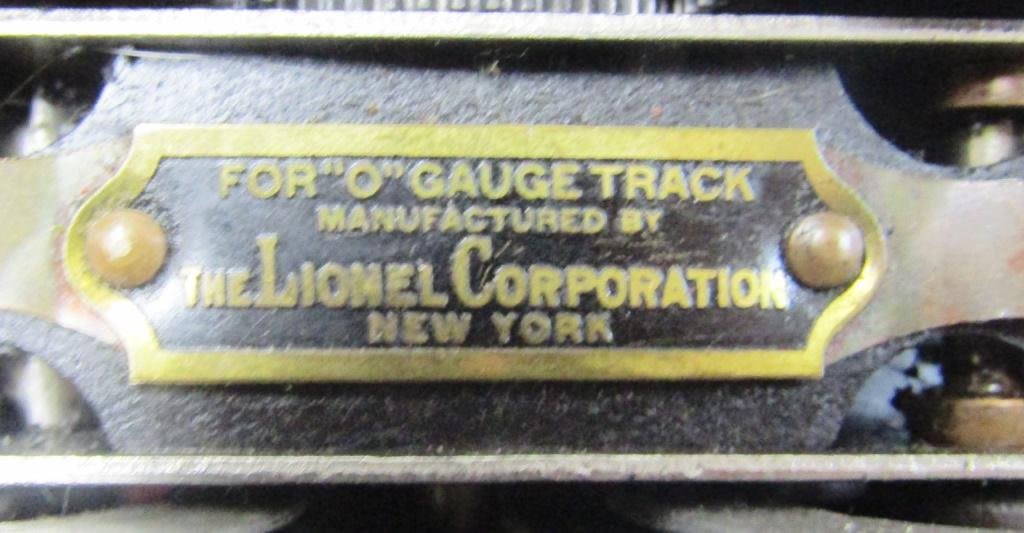 FOR "O" GAUGE TRACK
MANUFACTURED BY
THE LIONEL CORPORATION
NEW YORK